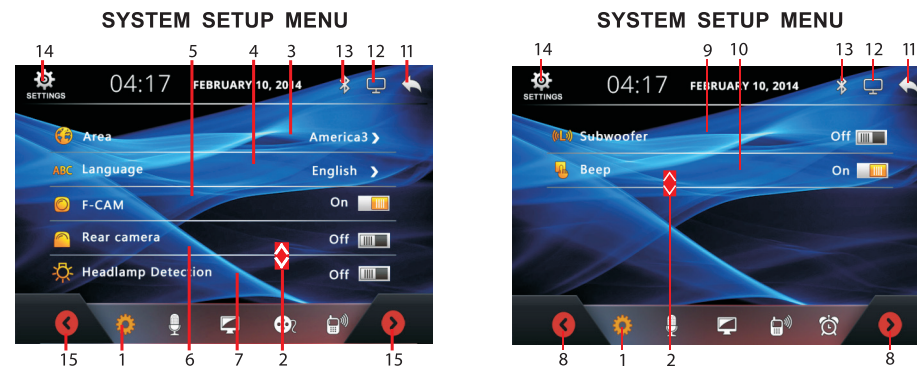 SYSTEM SETUP MENU
5 4 3 13 12 11
14
SETTINGS
04:17
FEBRUARY 10, 2014
Area America3
ABC Language English
F-CAM On
Rear camera Off
Headlamp Detection Off
15 1 6 7 2 15
SYSTEM SETUP MENU
14 9 10 13 12 11
SETTINGS
04:17
FEBRUARY 10, 2014
Subwoofer Off
Beep On
8 1 2 8